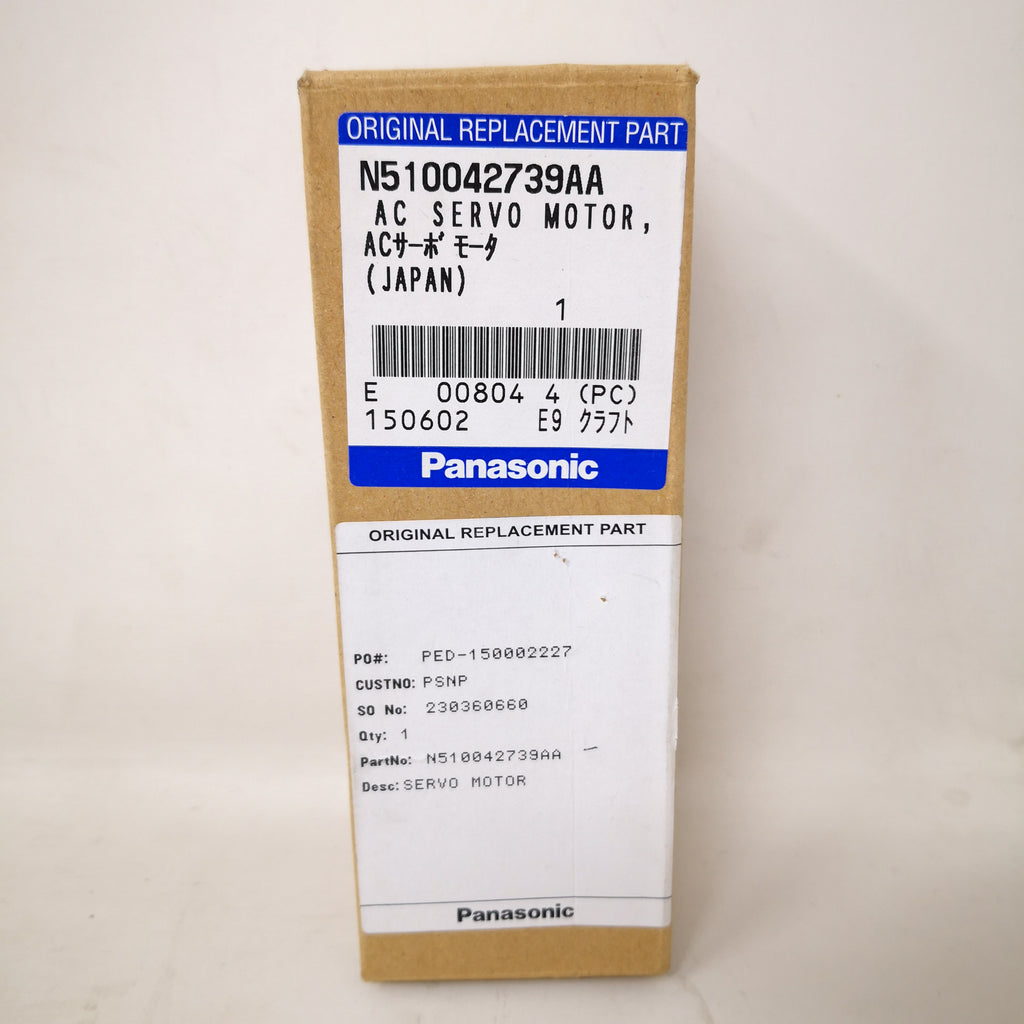 ORIGINAL REPLACEMENT PART
N510042739AA
AC SERVO MOTOR,
ACｻｰﾎﾞﾓｰﾀ
(JAPAN)
1
E 00804 4 (PC)
150602 E9 ｸﾗﾌﾄ
Panasonic
ORIGINAL REPLACEMENT PART
PO#: PED-150002227
CUSTNO: PSNP
SO No: 230360660
Qty: 1
PartNo: N510042739AA
Desc: SERVO MOTOR
Panasonic